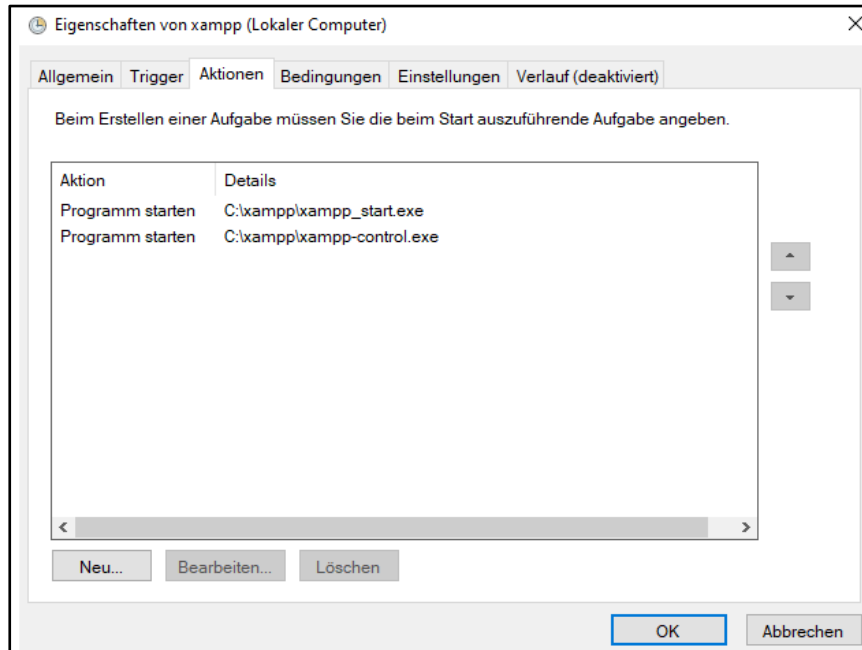 Eigenschaften von xampp (Lokaler Computer)
Allgemein Trigger Aktionen Bedingungen Einstellungen Verlauf (deaktiviert)
Beim Erstellen einer Aufgabe müssen Sie die beim Start auszuführende Aufgabe angeben.
Aktion Details
Programm starten C:\xampp\xampp_start.exe
Programm starten C:\xampp\xampp-control.exe
Neu... Bearbeiten... Löschen
OK Abbrechen